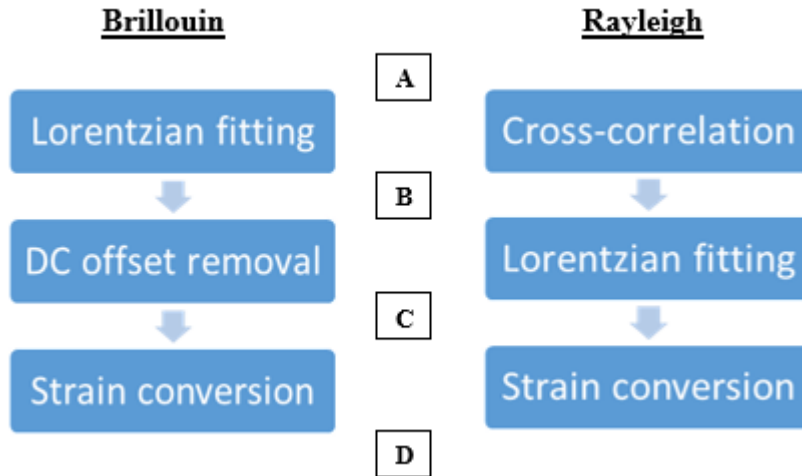 Brillouin
Rayleigh
A
Lorentzian fitting
Cross-correlation
B
DC offset removal
Lorentzian fitting
C
Strain conversion
Strain conversion
D